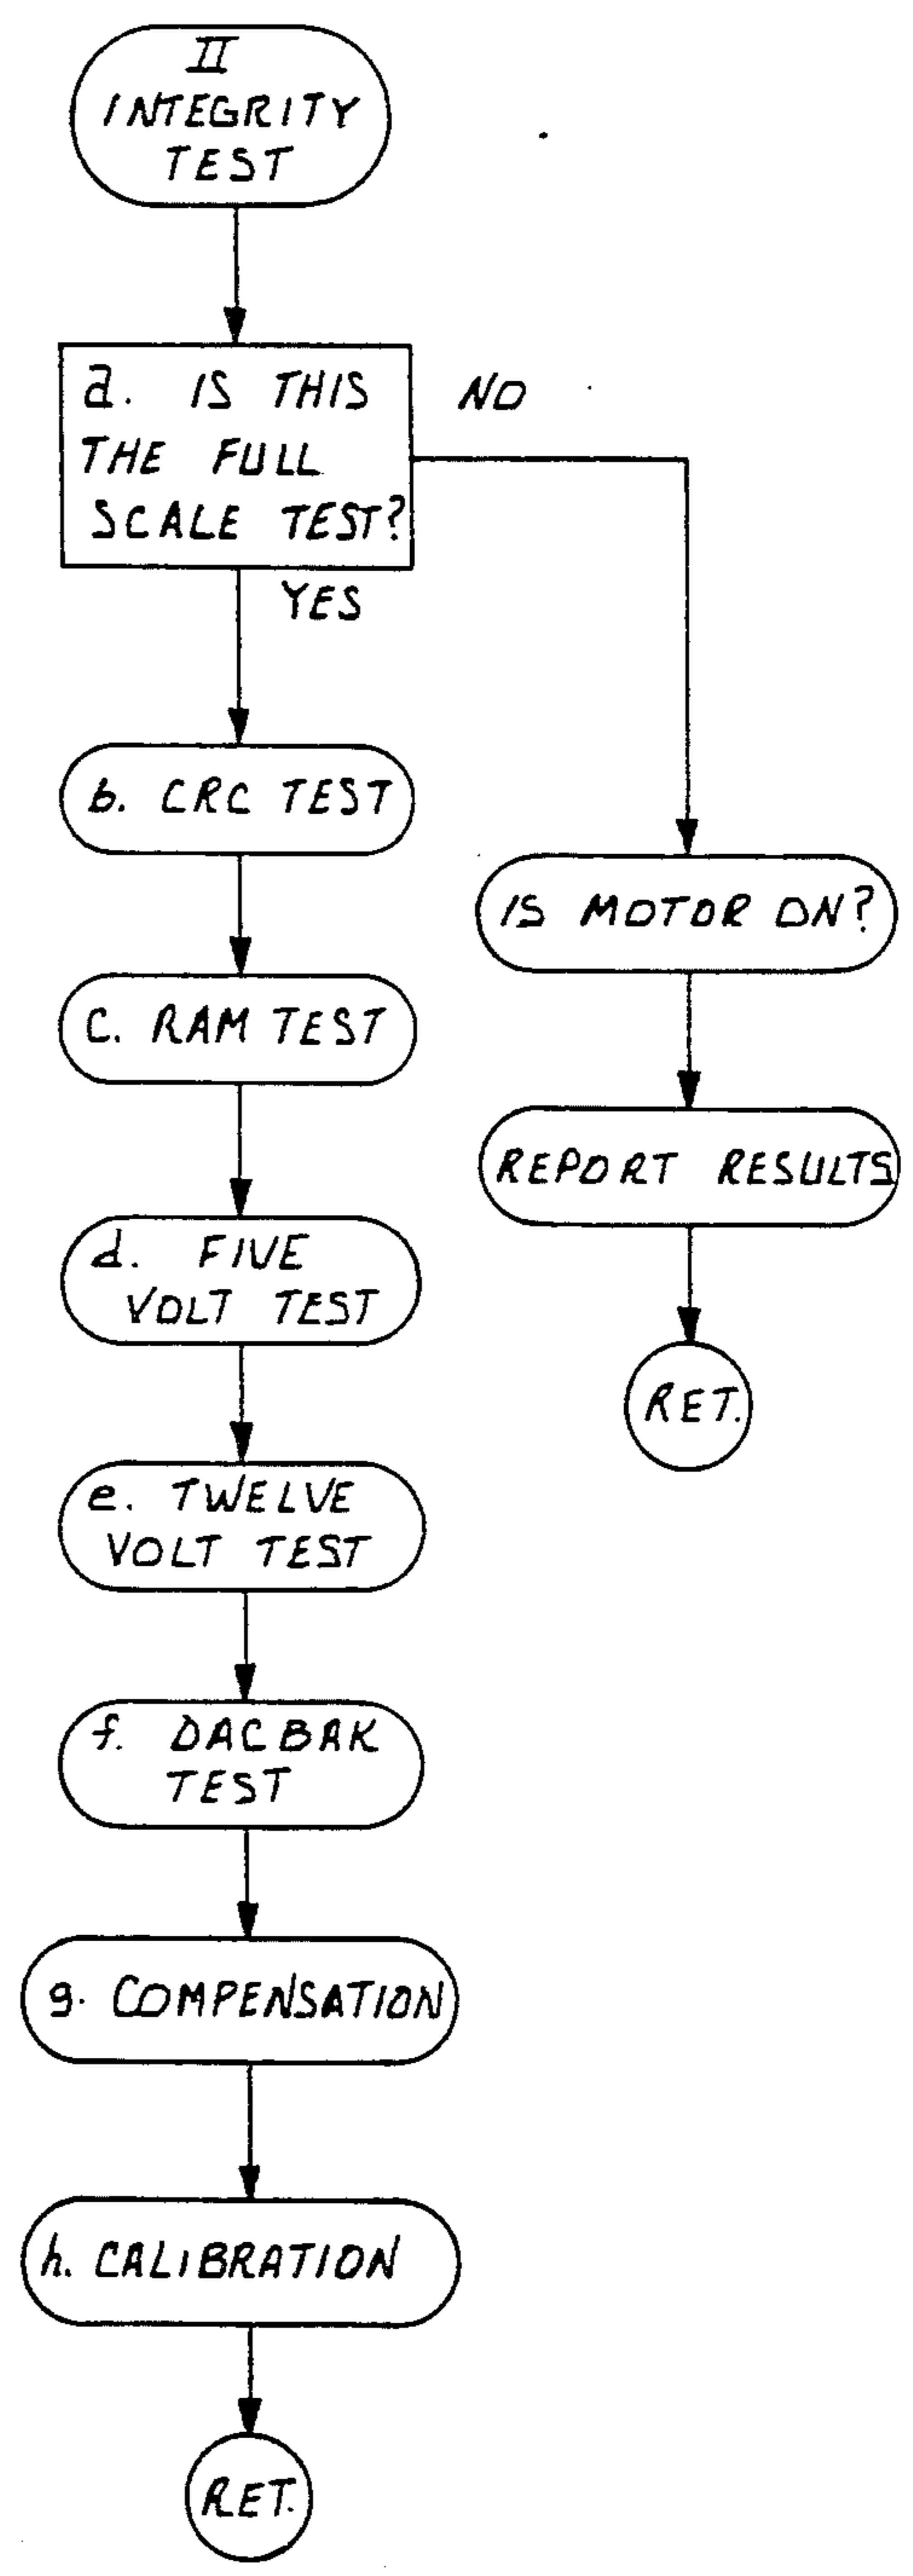 II
INTEGRITY
TEST
a. IS THIS
THE FULL
SCALE TEST?
NO
YES
b. CRC TEST
c. RAM TEST
d. FIVE
VOLT TEST
e. TWELVE
VOLT TEST
f. DACBAK
TEST
g. COMPENSATION
h. CALIBRATION
RET.
IS MOTOR ON?
REPORT RESULTS
RET.